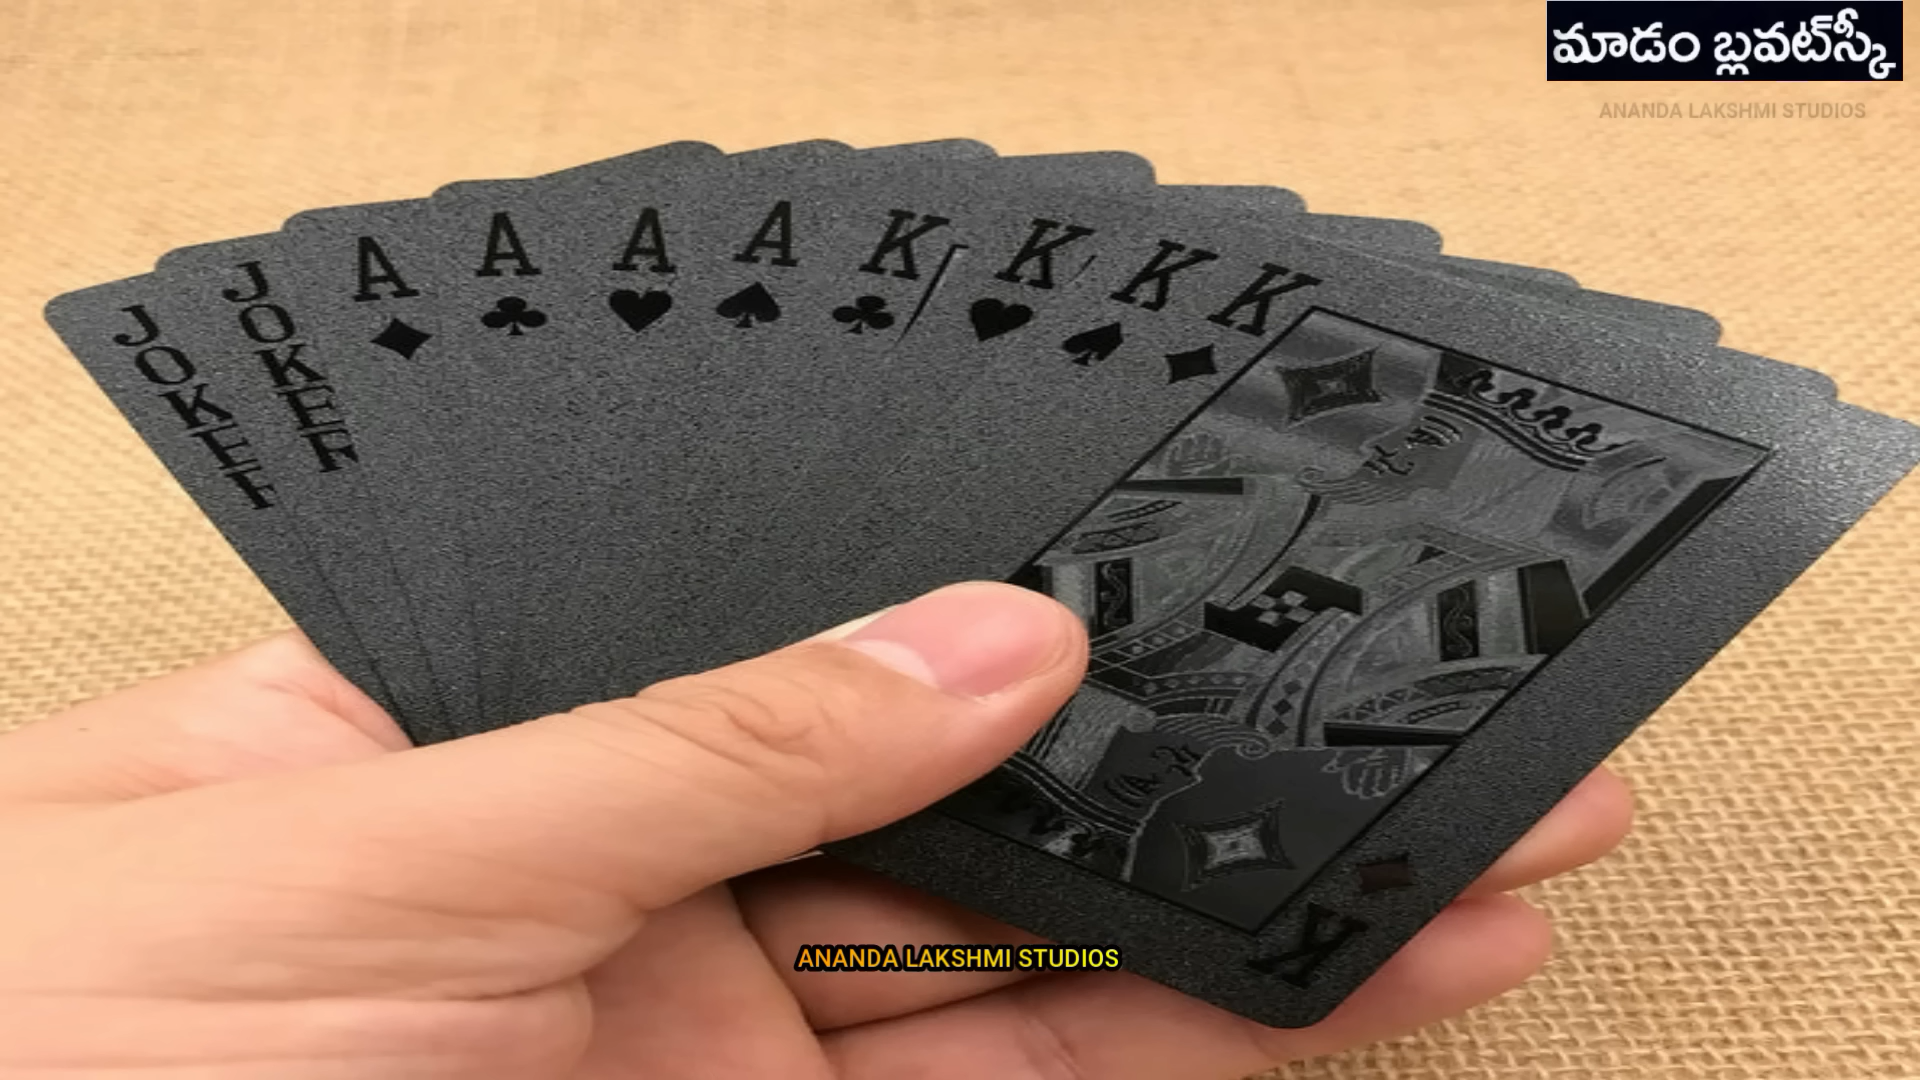 మాడం బ్లవట్‌స్కీ
ANANDA LAKSHMI STUDIOS
JOKER
JOKER
A
A
A
A
K
K
K
K
K
ANANDA LAKSHMI STUDIOS